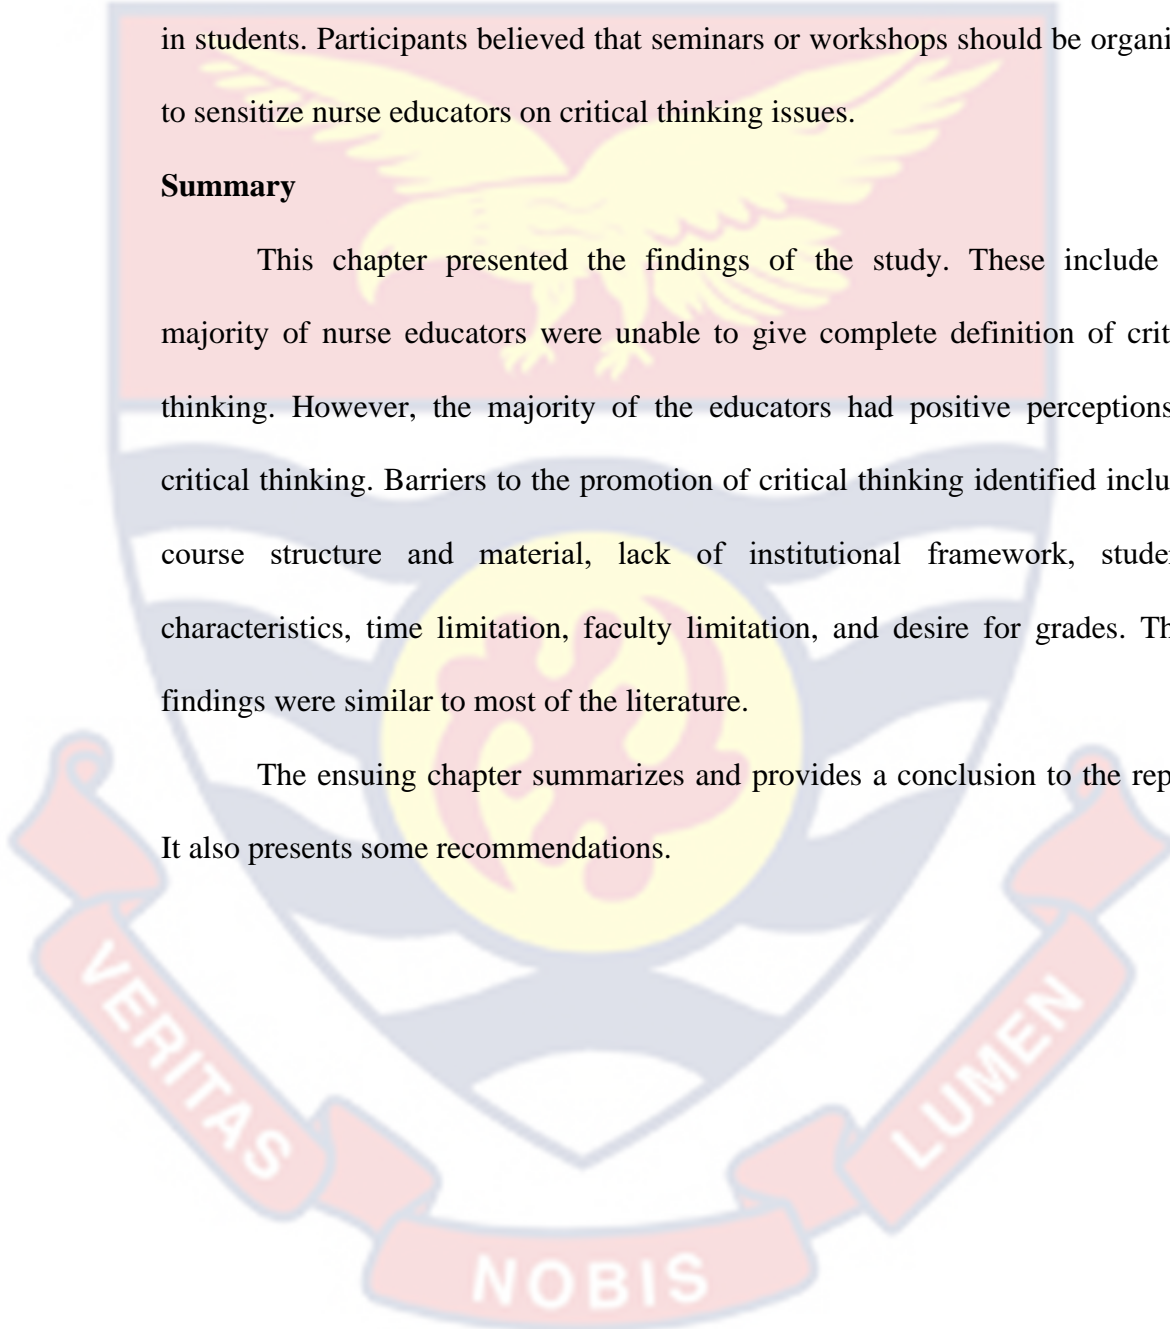 in students. Participants believed that seminars or workshops should be organi
to sensitize nurse educators on critical thinking issues.
Summary
This chapter presented the findings of the study. These include
majority of nurse educators were unable to give complete definition of crit
thinking. However, the majority of the educators had positive perceptions
critical thinking. Barriers to the promotion of critical thinking identified inclu
course structure and material, lack of institutional framework, studen
characteristics, time limitation, faculty limitation, and desire for grades. Th
findings were similar to most of the literature.
The ensuing chapter summarizes and provides a conclusion to the rep
It also presents some recommendations.
VERITAS
NOBIS
LUMEN